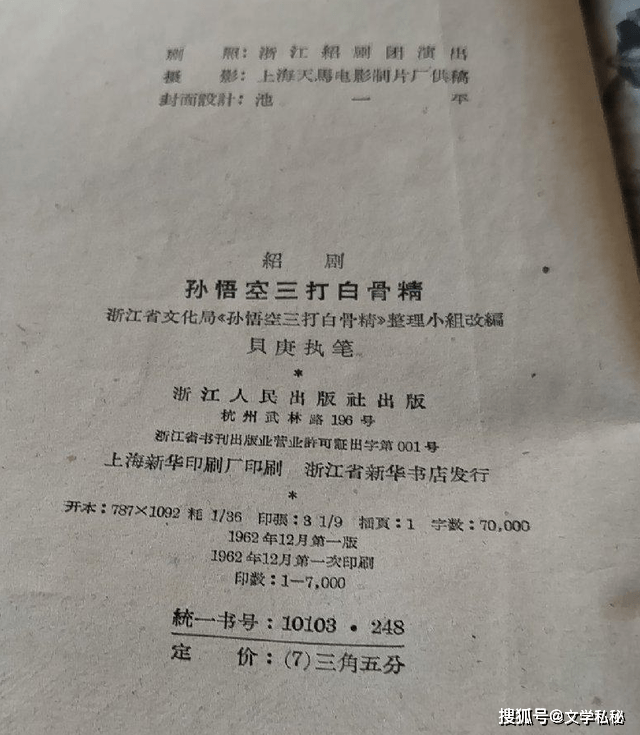 剧照：浙江紹剧团演出
摄影：上海天馬电影制片厂供稿
封面設計：池一平
紹剧
孙悟空三打白骨精
浙江省文化局《孙悟空三打白骨精》整理小組改編
貝庚执笔
*
浙江人民出版社出版
杭州武林路196号
浙江省书刊出版业营业許可証出字第001号
上海新华印刷厂印刷 浙江省新华书店发行
*
开本：787×1092 耗 1/36 印張：3 1/9 插頁：1 字数：70,000
1962年12月第一版
1962年12月第一次印刷
印数：1—7,000
統一书号：10103·248
定价：(7)三角五分
搜狐号@文学私秘